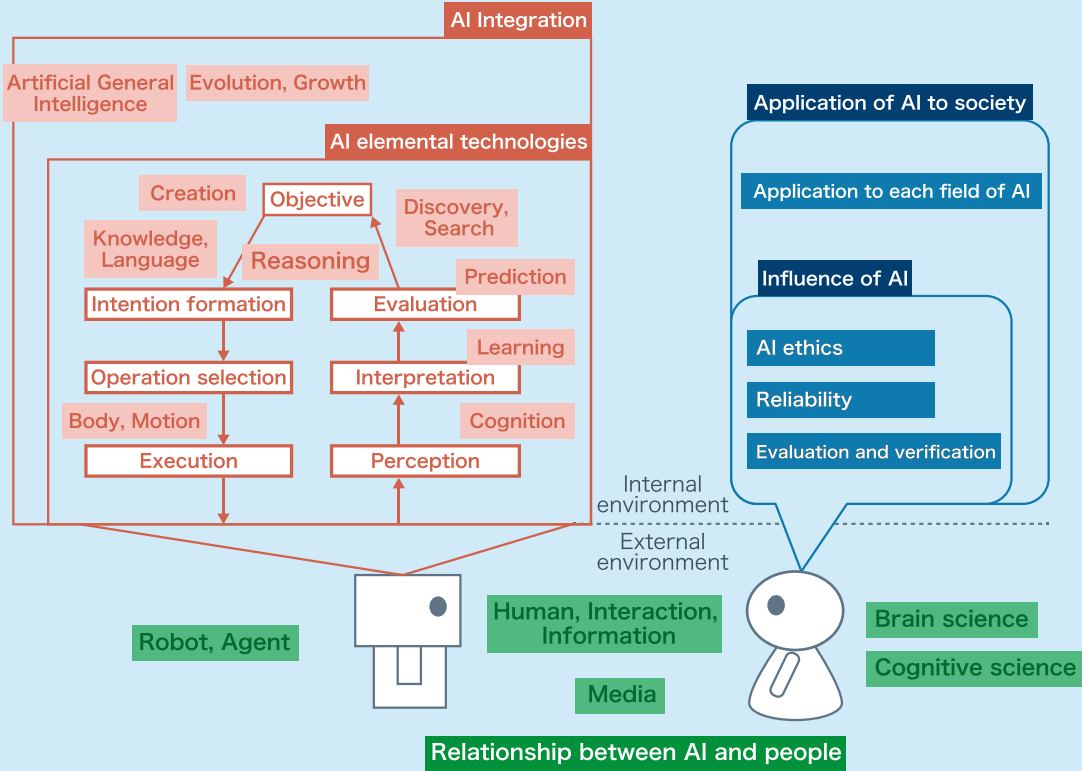 AI Integration
Artificial General
Intelligence
Evolution, Growth
AI elemental technologies
Creation
Objective
Discovery,
Search
Knowledge,
Language
Reasoning
Prediction
Intention formation
Evaluation
Learning
Operation selection
Interpretation
Body, Motion
Cognition
Execution
Perception
Application of AI to society
Application to each field of AI
Influence of AI
AI ethics
Reliability
Evaluation and verification
Internal
environment
External
environment
Robot, Agent
Human, Interaction,
Information
Media
Brain science
Cognitive science
Relationship between AI and people